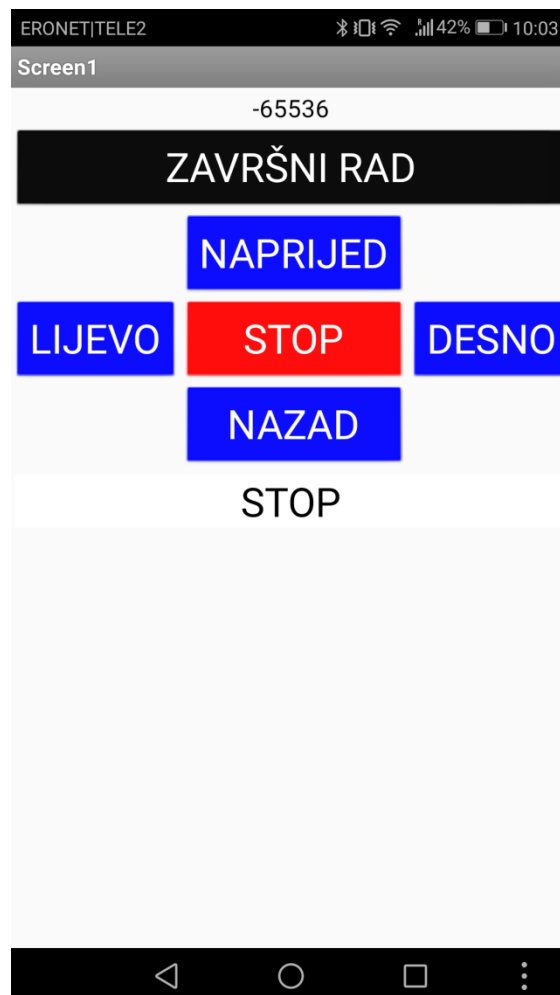 ERONET|TELE2 42% 10:03
Screen1
-65536
ZAVRŠNI RAD
NAPRIJED
LIJEVO STOP DESNO
NAZAD
STOP